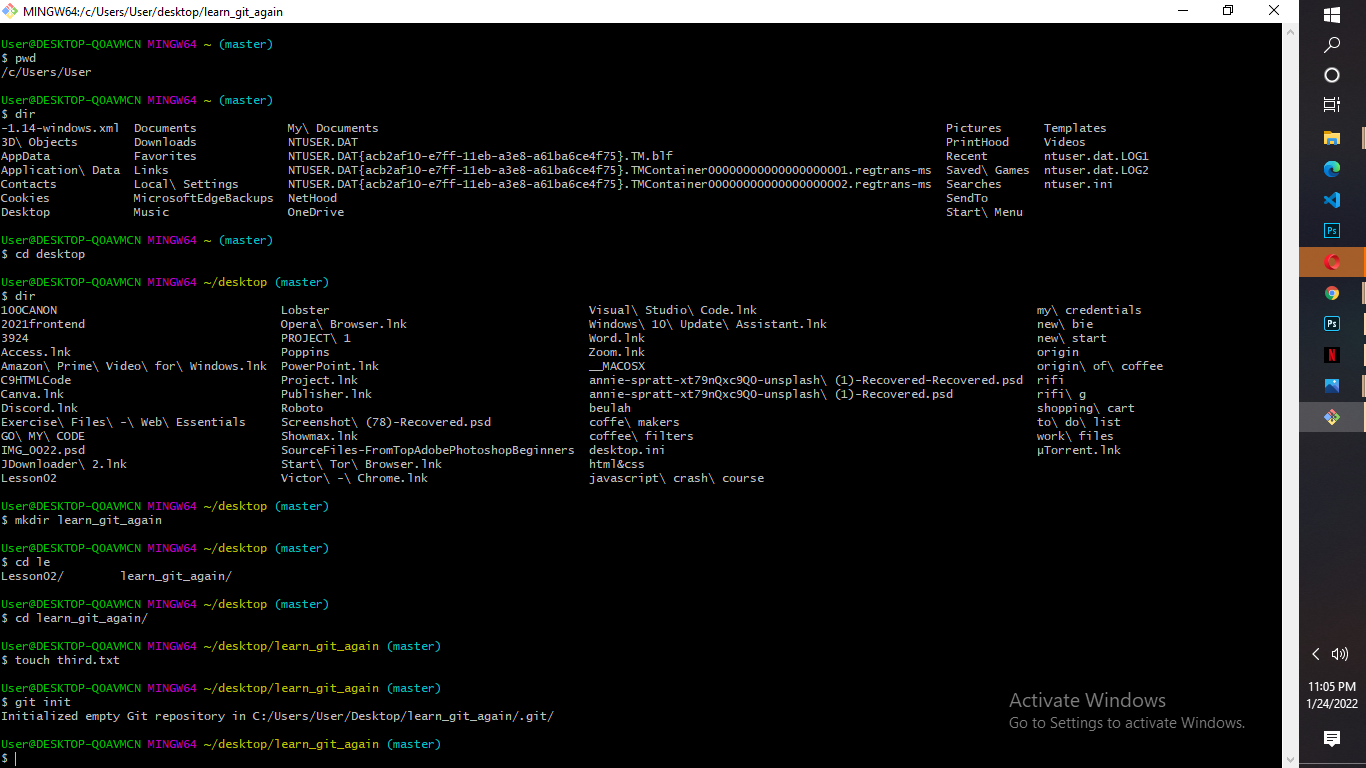 MINGW64:/c/Users/User/desktop/learn_git_again
User@DESKTOP-QOAVMCN MINGW64 ~ (master)
$ pwd
/c/Users/User
User@DESKTOP-QOAVMCN MINGW64 ~ (master)
$ dir
-1.14-windows.xml Documents My\ Documents Pictures Templates
3D\ Objects Downloads NTUSER.DAT PrintHood Videos
AppData Favorites NTUSER.DAT{acb2af10-e7ff-11eb-a3e8-a61ba6ce4f75}.TM.blf Recent ntuser.dat.LOG1
Application\ Data Links NTUSER.DAT{acb2af10-e7ff-11eb-a3e8-a61ba6ce4f75}.TMContainer00000000000000000001.regtrans-ms Saved\ Games ntuser.dat.LOG2
Contacts Local\ Settings NTUSER.DAT{acb2af10-e7ff-11eb-a3e8-a61ba6ce4f75}.TMContainer00000000000000000002.regtrans-ms Searches ntuser.ini
Cookies MicrosoftEdgeBackups NetHood SendTo
Desktop Music OneDrive Start\ Menu
User@DESKTOP-QOAVMCN MINGW64 ~ (master)
$ cd desktop
User@DESKTOP-QOAVMCN MINGW64 ~/desktop (master)
$ dir
100CANON Lobster Visual\ Studio\ Code.lnk my\ credentials
2021frontend Opera\ Browser.lnk Windows\ 10\ Update\ Assistant.lnk new\ bie
3924 PROJECT\ 1 Word.lnk new\ start
Access.lnk Poppins Zoom.lnk origin
Amazon\ Prime\ Video\ for\ Windows.lnk PowerPoint.lnk __MACOSX origin\ of\ coffee
C9HTMLCode Project.lnk annie-spratt-xt79nQxc9Q0-unsplash\ (1)-Recovered-Recovered.psd rifi
Canva.lnk Publisher.lnk annie-spratt-xt79nQxc9Q0-unsplash\ (1)-Recovered.psd rifi\ g
Discord.lnk Roboto beulah shopping\ cart
Exercise\ Files\ -\ Web\ Essentials Screenshot\ (78)-Recovered.psd coffe\ makers to\ do\ list
GO\ MY\ CODE Showmax.lnk coffee\ filters work\ files
IMG_0022.psd SourceFiles-FromTopAdobePhotoshopBeginners desktop.ini µTorrent.lnk
JDownloader\ 2.lnk Start\ Tor\ Browser.lnk html&css
Lesson02 Victor\ -\ Chrome.lnk javascript\ crash\ course
User@DESKTOP-QOAVMCN MINGW64 ~/desktop (master)
$ mkdir learn_git_again
User@DESKTOP-QOAVMCN MINGW64 ~/desktop (master)
$ cd le
Lesson02/ learn_git_again/
User@DESKTOP-QOAVMCN MINGW64 ~/desktop (master)
$ cd learn_git_again/
User@DESKTOP-QOAVMCN MINGW64 ~/desktop/learn_git_again (master)
$ touch third.txt
User@DESKTOP-QOAVMCN MINGW64 ~/desktop/learn_git_again (master)
$ git init
Initialized empty Git repository in C:/Users/User/Desktop/learn_git_again/.git/
User@DESKTOP-QOAVMCN MINGW64 ~/desktop/learn_git_again (master)
$
Activate Windows
Go to Settings to activate Windows.
Ps
Ps
N
11:05 PM
1/24/2022